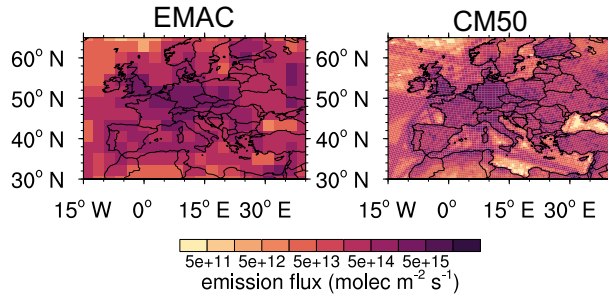 EMAC CM50
60° N 60° N
50° N 50° N
40° N 40° N
30° N 30° N
15° W 0° 15° E 30° E 15° W 0° 15° E 30° E
5e+11 5e+12 5e+13 5e+14 5e+15
emission flux (molec m⁻² s⁻¹)